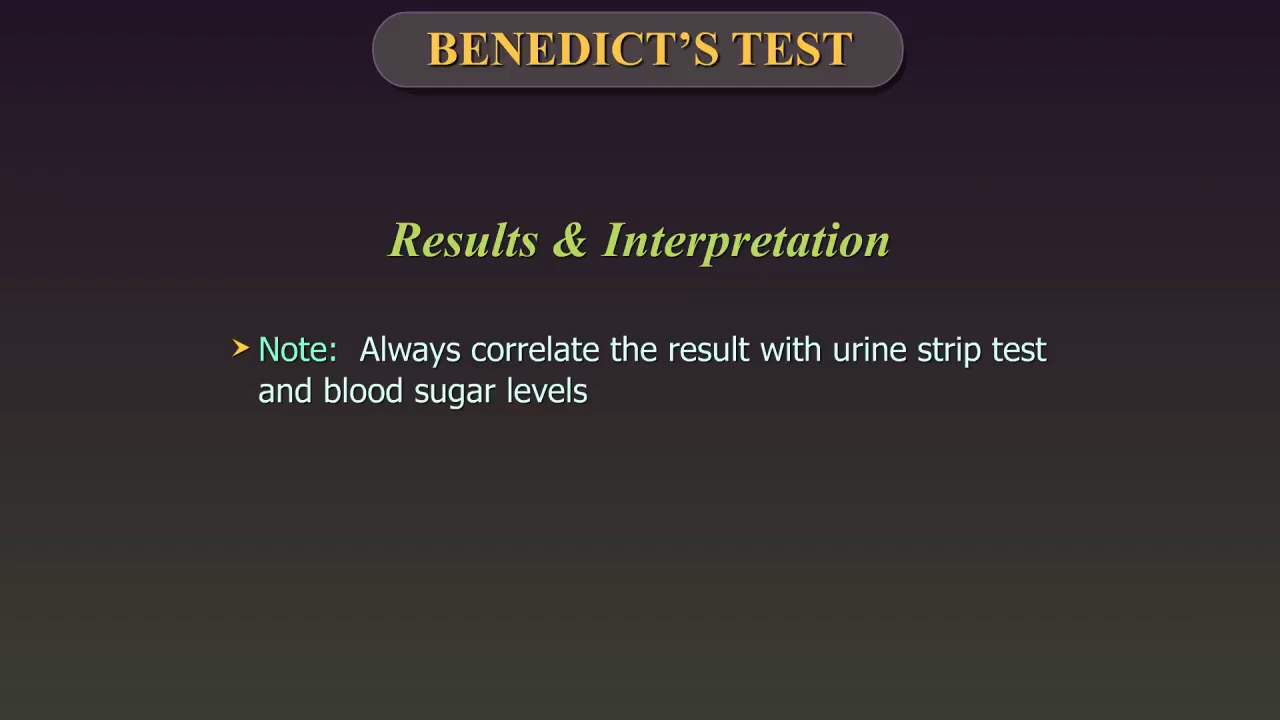 BENEDICT’S TEST
Results & Interpretation
➤ Note: Always correlate the result with urine strip test
and blood sugar levels